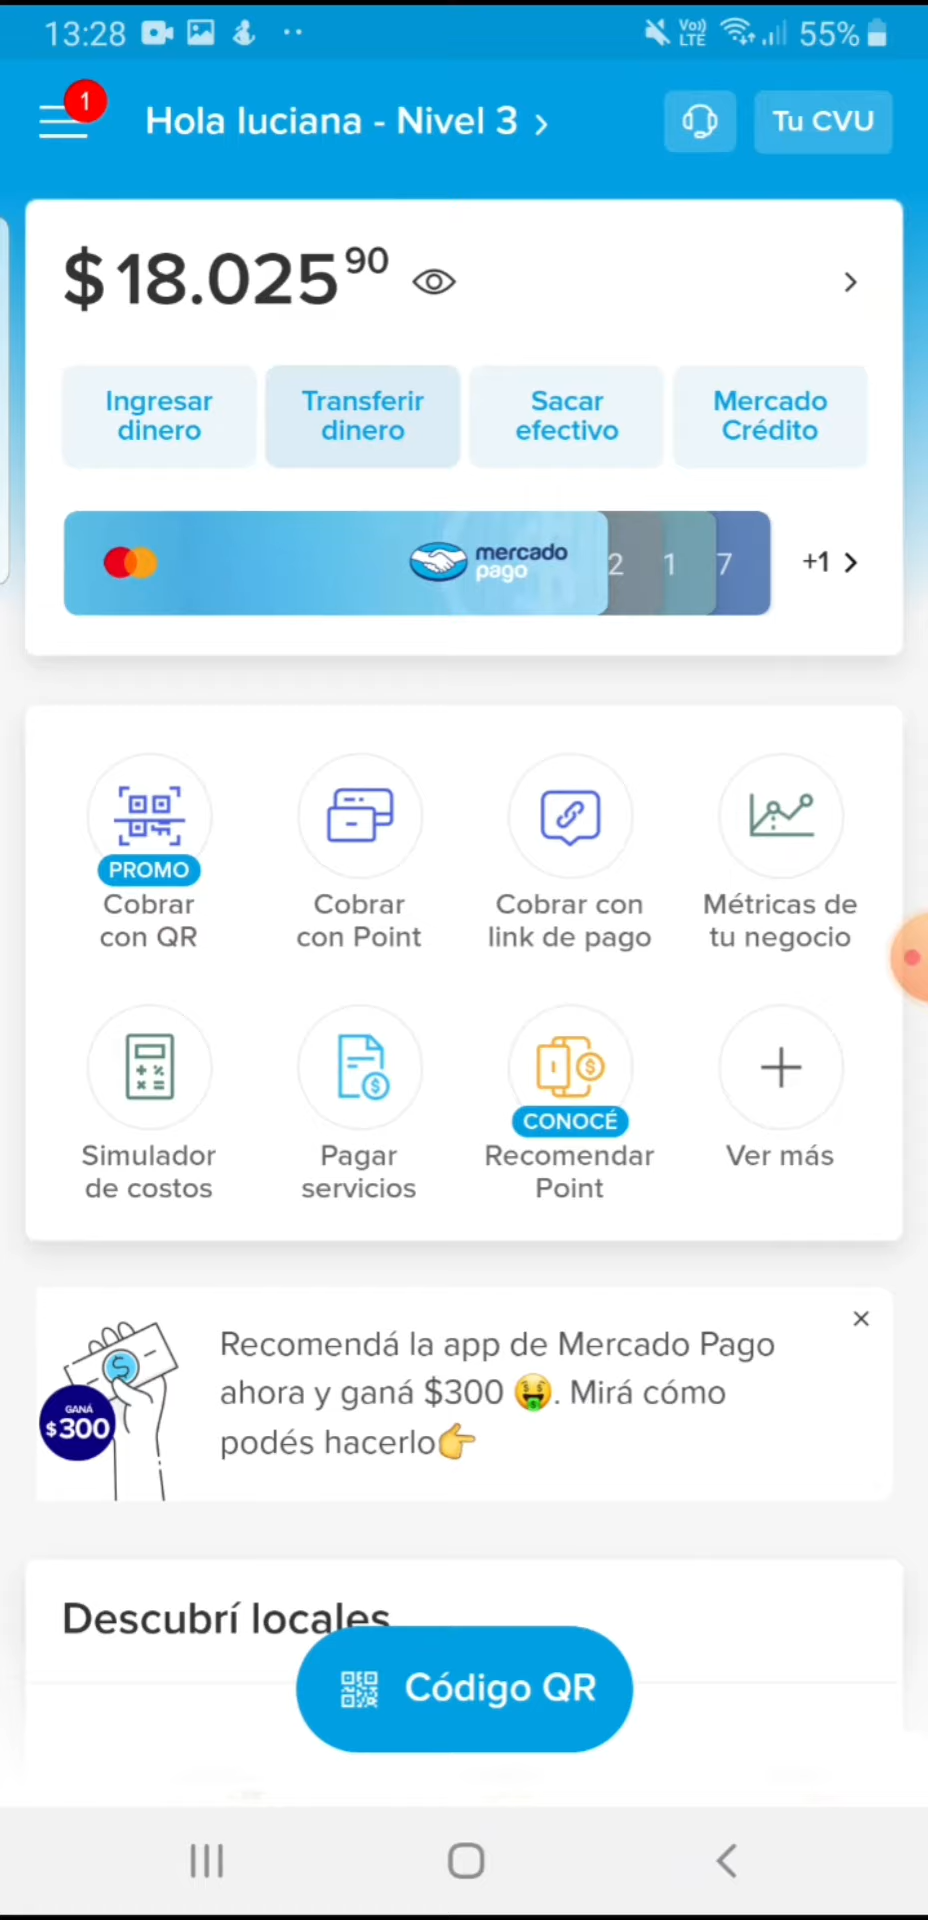 13:28
Vo))
LTE
55%
1
Hola luciana - Nivel 3
Tu CVU
$18.025 90
Ingresar
dinero
Transferir
dinero
Sacar
efectivo
Mercado
Crédito
mercado
pago
2
1
7
+1
PROMO
Cobrar
con QR
Cobrar
con Point
Cobrar con
link de pago
Métricas de
tu negocio
Simulador
de costos
Pagar
servicios
CONOCÉ
Recomendar
Point
Ver más
GANÁ
$300
Recomendá la app de Mercado Pago
ahora y ganá $300 🤑. Mirá cómo
podés hacerlo👉
Descubrí locales
Código QR